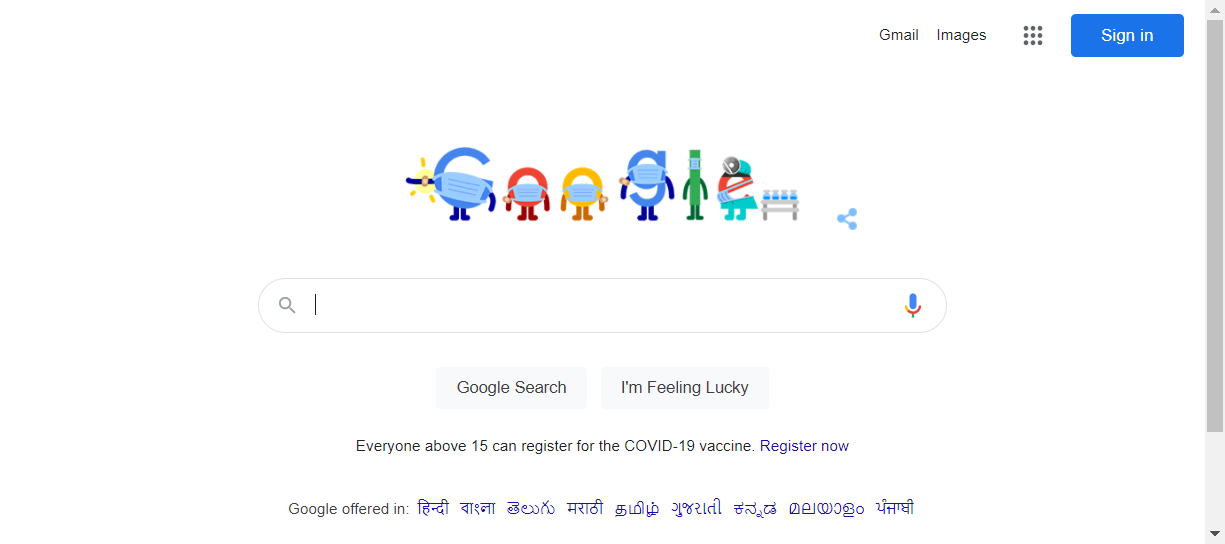 Gmail Images Sign in
Google
Google Search I'm Feeling Lucky
Everyone above 15 can register for the COVID-19 vaccine. Register now
Google offered in: हिन्दी বাংলা తెలుగు मराठी தமிழ் ગુજરાતી ಕನ್ನಡ മലയാളം ਪੰਜਾਬੀ